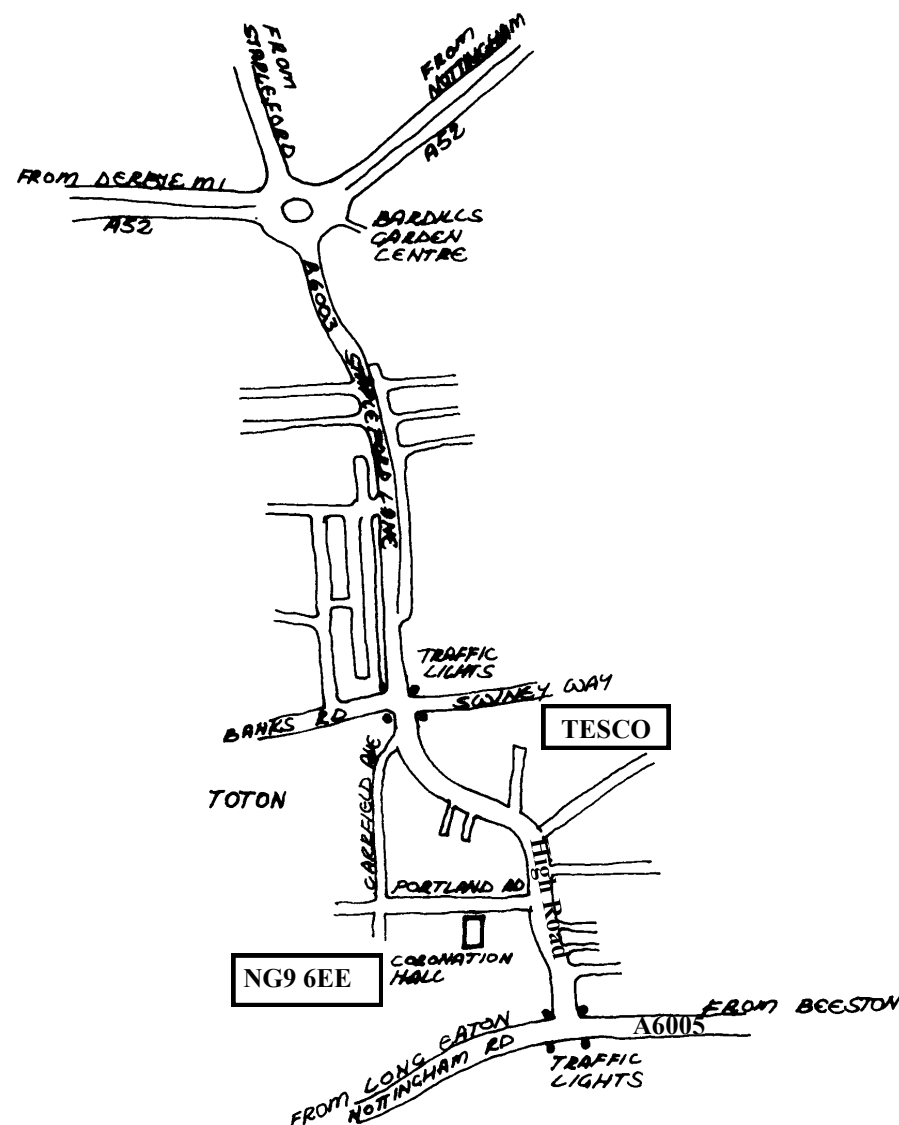 FROM
STAPLEFORD
FROM
NOTTINGHAM
A52
FROM DERBY & M1
A52
BARDILLS
GARDEN
CENTRE
A6003
STAPLEFORD LANE
TRAFFIC
LIGHTS
SWINEY WAY
BANKS RD
TESCO
TOTON
CARRFIELD AVE
High Road
PORTLAND RD
CORONATION
HALL
NG9 6EE
FROM BEESTON
A6005
FROM LONG EATON
NOTTINGHAM RD
TRAFFIC
LIGHTS